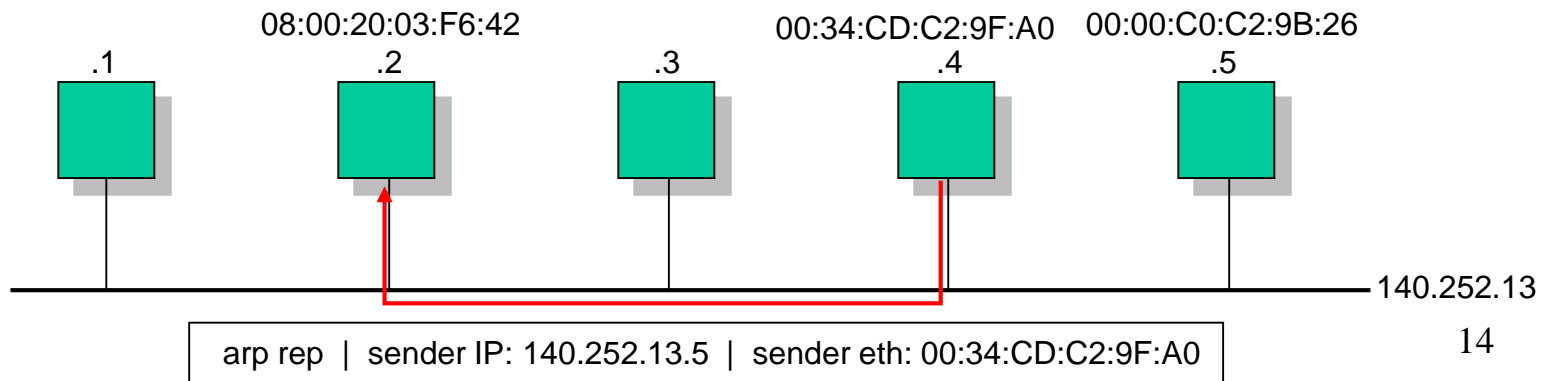 08:00:20:03:F6:42 00:34:CD:C2:9F:A0 00:00:C0:C2:9B:26
.1 .2 .3 .4 .5
140.252.13
arp rep | sender IP: 140.252.13.5 | sender eth: 00:34:CD:C2:9F:A0
14